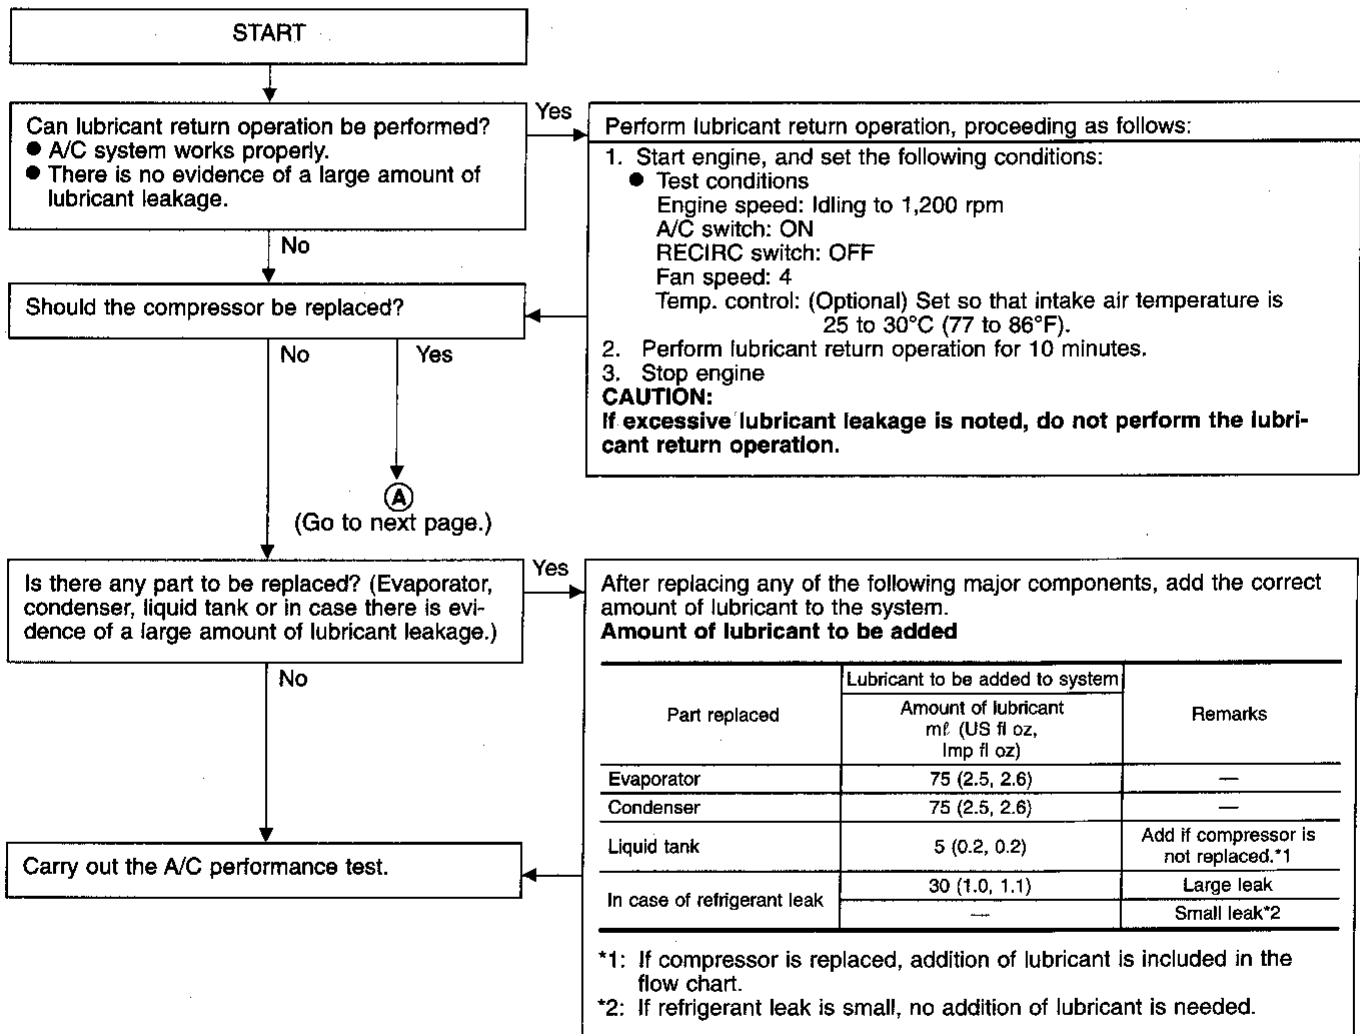 START
Can lubricant return operation be performed?
● A/C system works properly.
● There is no evidence of a large amount of
lubricant leakage.
Yes
No
Perform lubricant return operation, proceeding as follows:
1. Start engine, and set the following conditions:
● Test conditions
Engine speed: Idling to 1,200 rpm
A/C switch: ON
RECIRC switch: OFF
Fan speed: 4
Temp. control: (Optional) Set so that intake air temperature is
25 to 30°C (77 to 86°F).
2. Perform lubricant return operation for 10 minutes.
3. Stop engine
CAUTION:
If excessive lubricant leakage is noted, do not perform the lubri-
cant return operation.
Should the compressor be replaced?
No
Yes
A
(Go to next page.)
Is there any part to be replaced? (Evaporator,
condenser, liquid tank or in case there is evi-
dence of a large amount of lubricant leakage.)
Yes
No
After replacing any of the following major components, add the correct
amount of lubricant to the system.
Amount of lubricant to be added
Part replaced
Lubricant to be added to system
Amount of lubricant
mℓ (US fl oz,
Imp fl oz)
Remarks
Evaporator 75 (2.5, 2.6) —
Condenser 75 (2.5, 2.6) —
Liquid tank 5 (0.2, 0.2) Add if compressor is
not replaced.*1
In case of refrigerant leak 30 (1.0, 1.1) Large leak
— Small leak*2
*1: If compressor is replaced, addition of lubricant is included in the
flow chart.
*2: If refrigerant leak is small, no addition of lubricant is needed.
Carry out the A/C performance test.